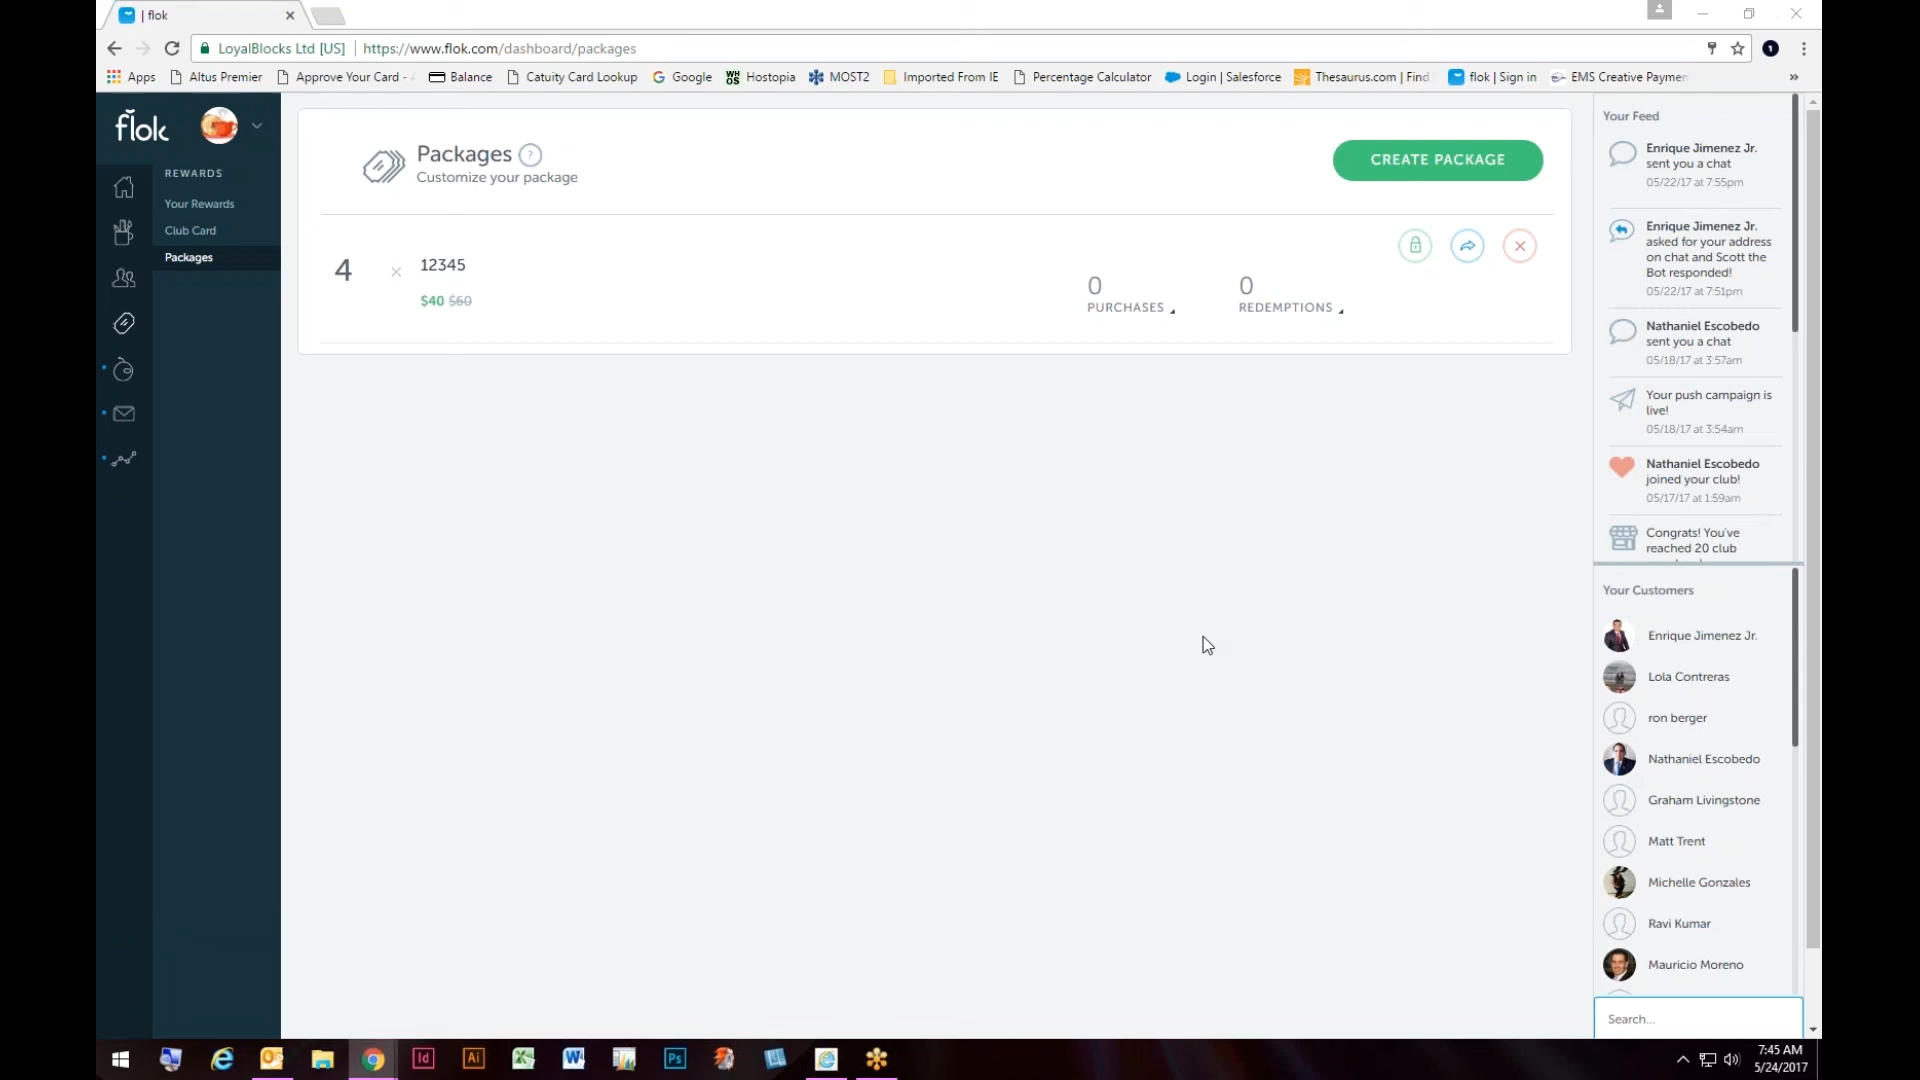 | flok
LoyalBlocks Ltd [US]
https://www.flok.com/dashboard/packages
Apps
Altus Premier
Approve Your Card -
Balance
Catuity Card Lookup
Google
WH
OS
Hostopia
MOST2
Imported From IE
Percentage Calculator
Login | Salesforce
Thesaurus.com | Find
flok | Sign in
EMS Creative Paymen
»
flok
REWARDS
Your Rewards
Club Card
Packages
Packages ?
Customize your package
CREATE PACKAGE
4 × 12345
$40 $60
0
PURCHASES
0
REDEMPTIONS
Your Feed
Enrique Jimenez Jr.
sent you a chat
05/22/17 at 7:55pm
Enrique Jimenez Jr.
asked for your address
on chat and Scott the
Bot responded!
05/22/17 at 7:51pm
Nathaniel Escobedo
sent you a chat
05/18/17 at 3:57am
Your push campaign is
live!
05/18/17 at 3:54am
Nathaniel Escobedo
joined your club!
05/17/17 at 1:59am
Congrats! You've
reached 20 club
Your Customers
Enrique Jimenez Jr.
Lola Contreras
ron berger
Nathaniel Escobedo
Graham Livingstone
Matt Trent
Michelle Gonzales
Ravi Kumar
Mauricio Moreno
Search...
Id
Ai
Ps
7:45 AM
5/24/2017